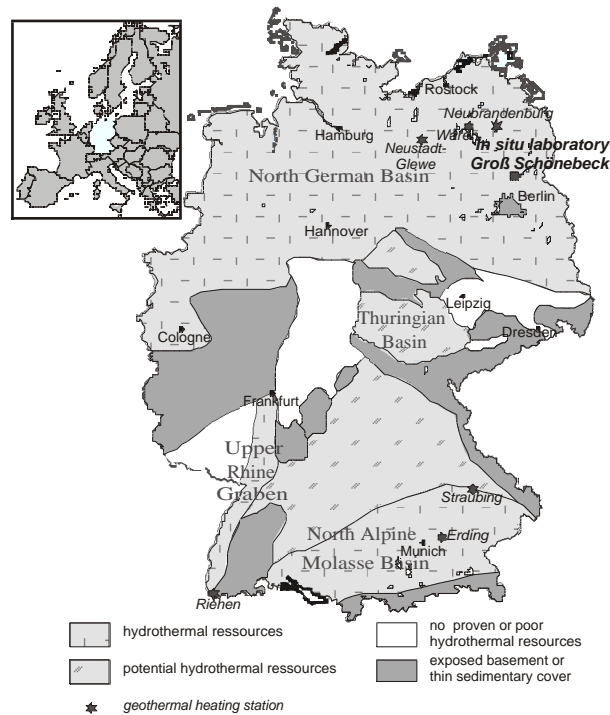 Rostock
Neubrandenburg
Hamburg
Waren
Neustadt-
Glewe
In situ laboratory
Groß Schönebeck
North German Basin
Berlin
Hannover
Leipzig
Thuringian
Basin
Dresden
Cologne
Frankfurt
Upper
Rhine
Graben
Straubing
North Alpine
Erding
Munich
Molasse Basin
Riehen
hydrothermal ressources
no proven or poor
hydrothermal resources
potential hydrothermal ressources
exposed basement or
thin sedimentary cover
geothermal heating station